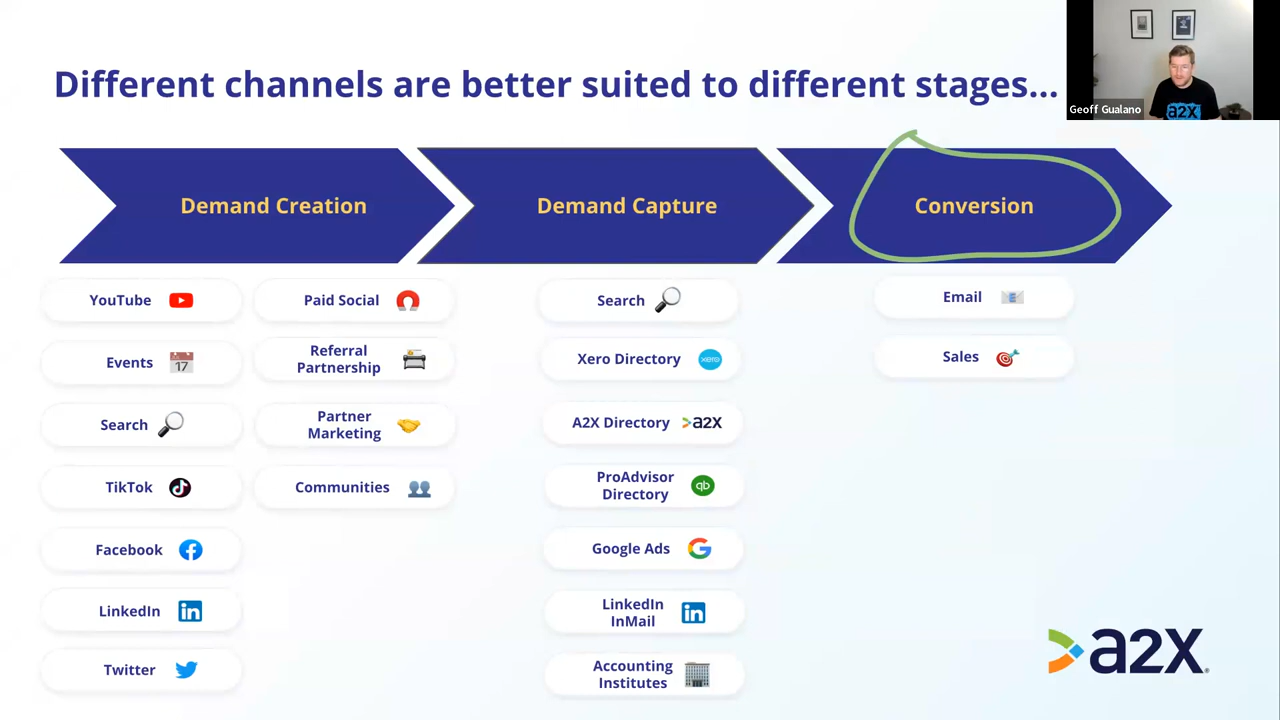 Different channels are better suited to different stages...
Geoff Gualano
a2x
Demand Creation
Demand Capture
Conversion
YouTube
Paid Social
Events
17
Referral
Partnership
Search
Partner
Marketing
TikTok
Communities
Facebook
LinkedIn
in
Twitter
Search
Xero Directory
xero
A2X Directory
a2x
ProAdvisor
Directory
qb
Google Ads
G
LinkedIn
InMail
in
Accounting
Institutes
Email
Sales
a2x